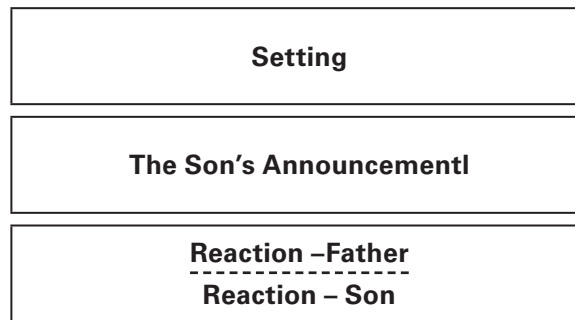 Setting
The Son's Announcementl
Reaction –Father
Reaction – Son